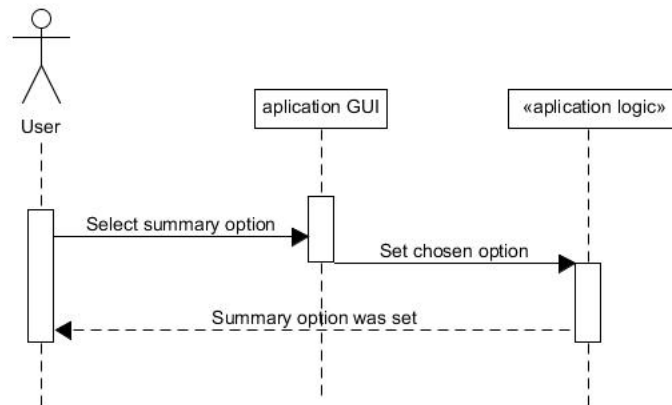 User
aplication GUI
«aplication logic»
Select summary option
Set chosen option
Summary option was set